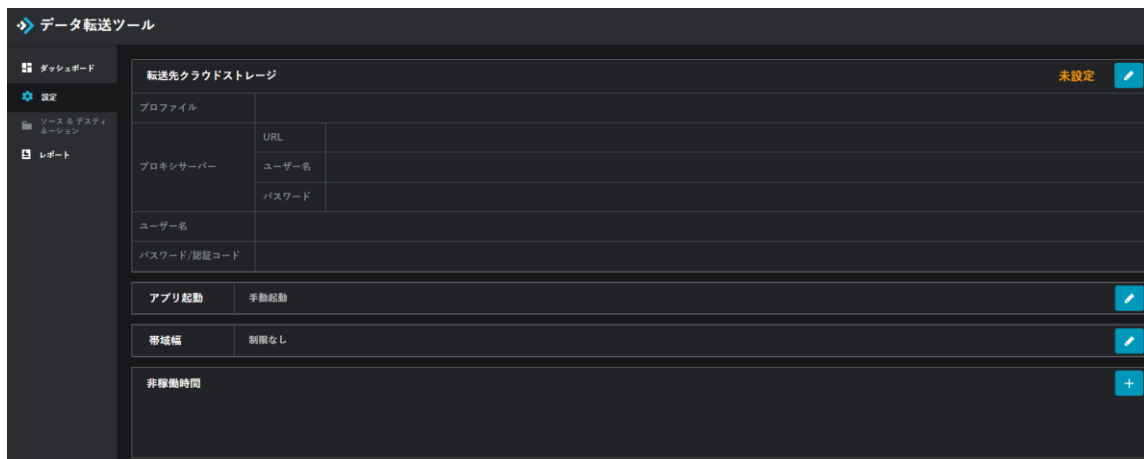 データ転送ツール
ダッシュボード
設定
ソース & デスティ
ネーション
レポート
転送先クラウドストレージ
未設定
プロファイル
プロキシサーバー
URL
ユーザー名
パスワード
ユーザー名
パスワード/認証コード
アプリ起動
手動起動
帯域幅
制限なし
非稼働時間